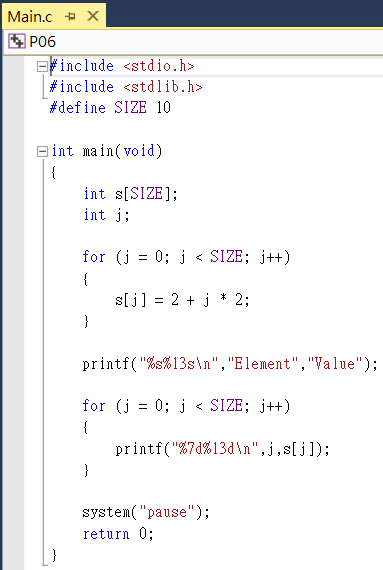 Main.c
P06
#include <stdio.h>
#include <stdlib.h>
#define SIZE 10
int main(void)
{
int s[SIZE];
int j;
for (j = 0; j < SIZE; j++)
{
s[j] = 2 + j * 2;
}
printf("%s%13s\n","Element","Value");
for (j = 0; j < SIZE; j++)
{
printf("%7d%13d\n",j,s[j]);
}
system("pause");
return 0;
}